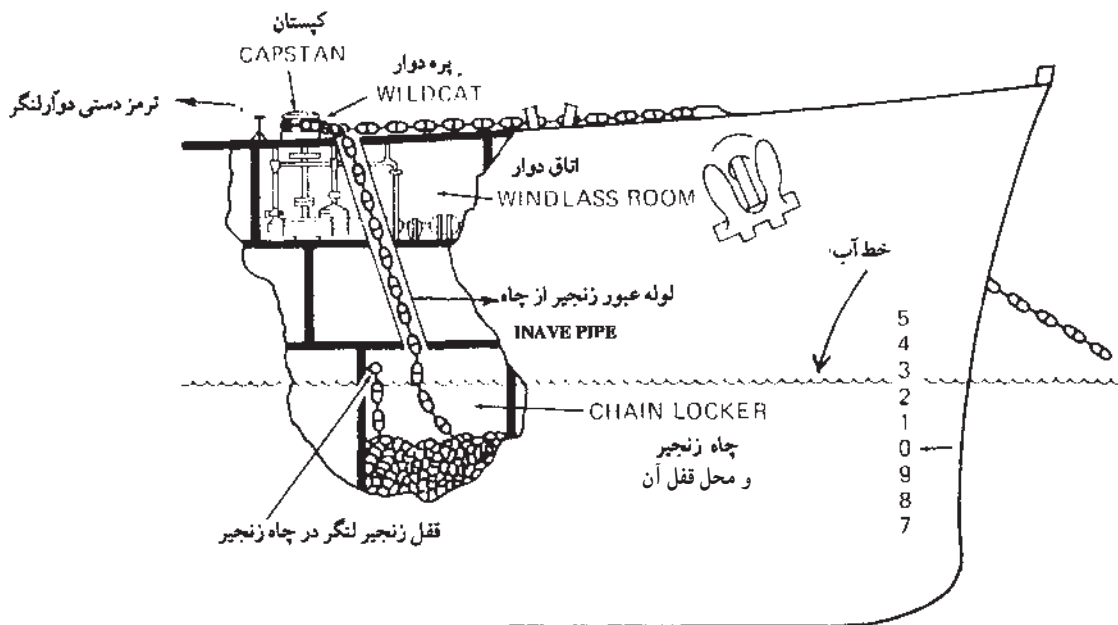 کپستان
CAPSTAN
پره دوار
WILDCAT
ترمز دستی دوارلنگر
اتاق دوار
WINDLASS ROOM
خط آب
لوله عبور زنجیر از چاه
INAVE PIPE
5
4
3
2
1
0
9
8
7
CHAIN LOCKER
چاه زنجیر
و محل قفل آن
قفل زنجیر لنگر در چاه زنجیر